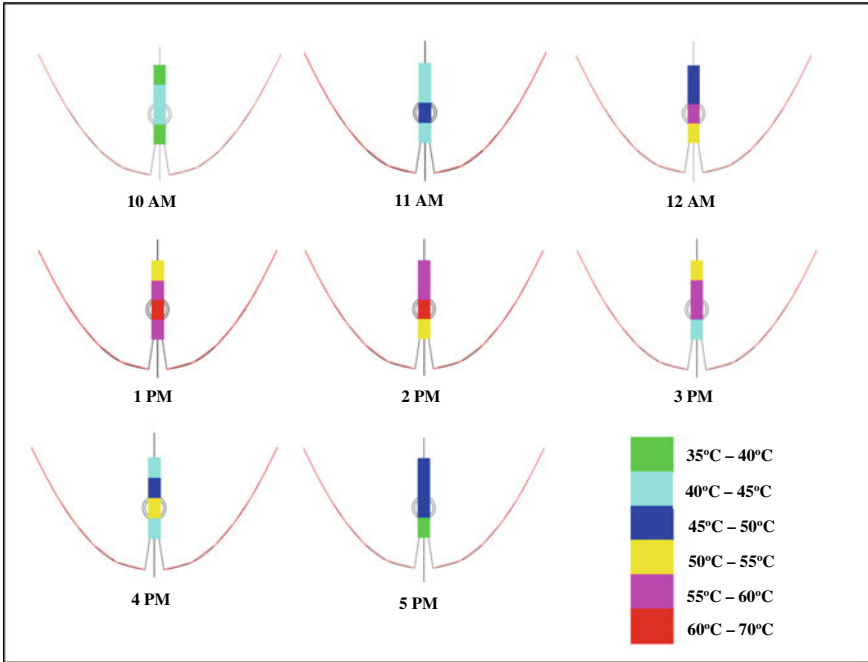 10 AM
11 AM
12 AM
1 PM
2 PM
3 PM
4 PM
5 PM
35ºC – 40ºC
40ºC – 45ºC
45ºC – 50ºC
50ºC – 55ºC
55ºC – 60ºC
60ºC – 70ºC